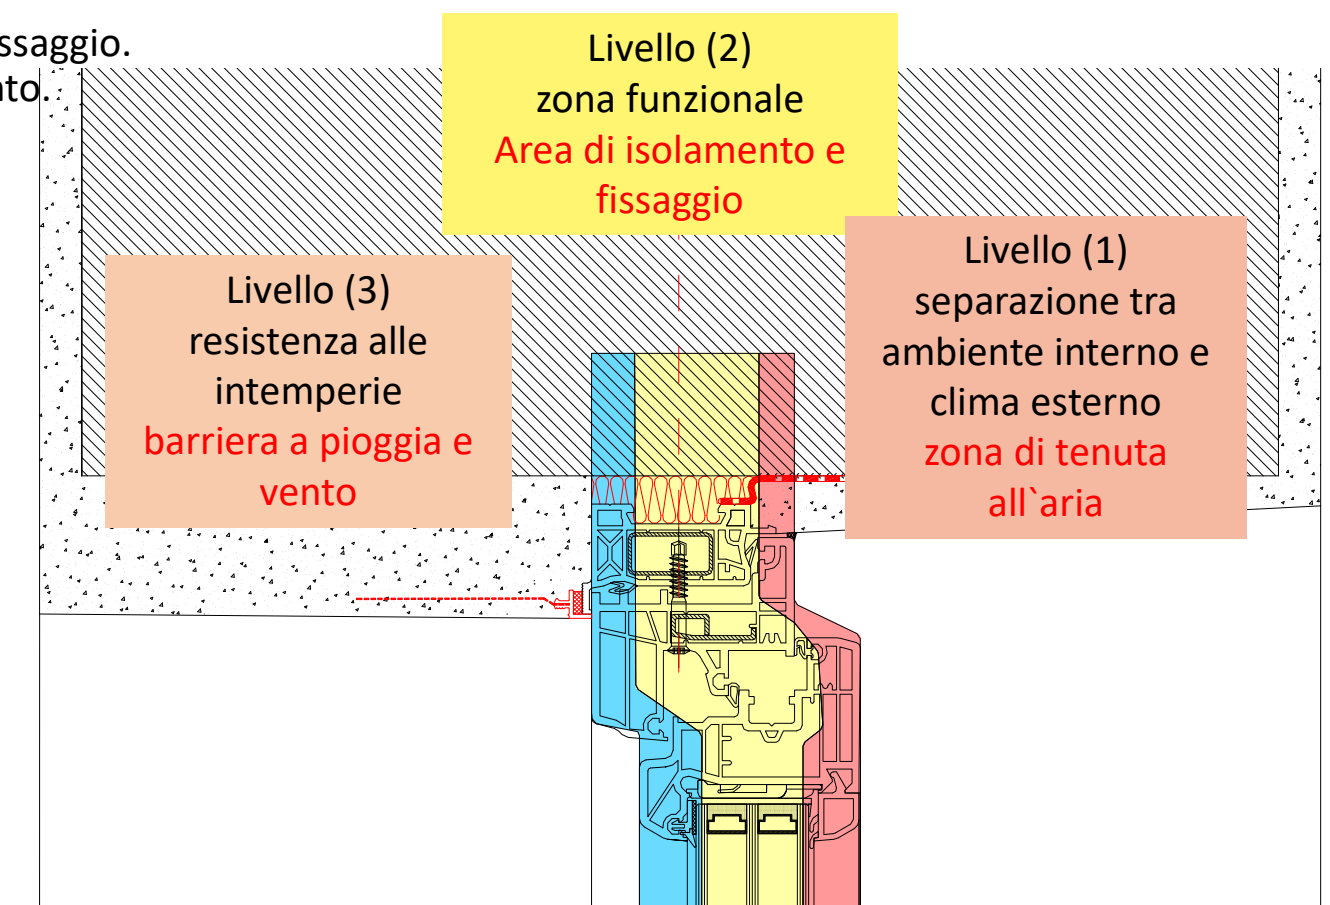 ssaggio.
nto.
Livello (2)
zona funzionale
Area di isolamento e
fissaggio
Livello (1)
separazione tra
ambiente interno e
clima esterno
zona di tenuta
all`aria
Livello (3)
resistenza alle
intemperie
barriera a pioggia e
vento